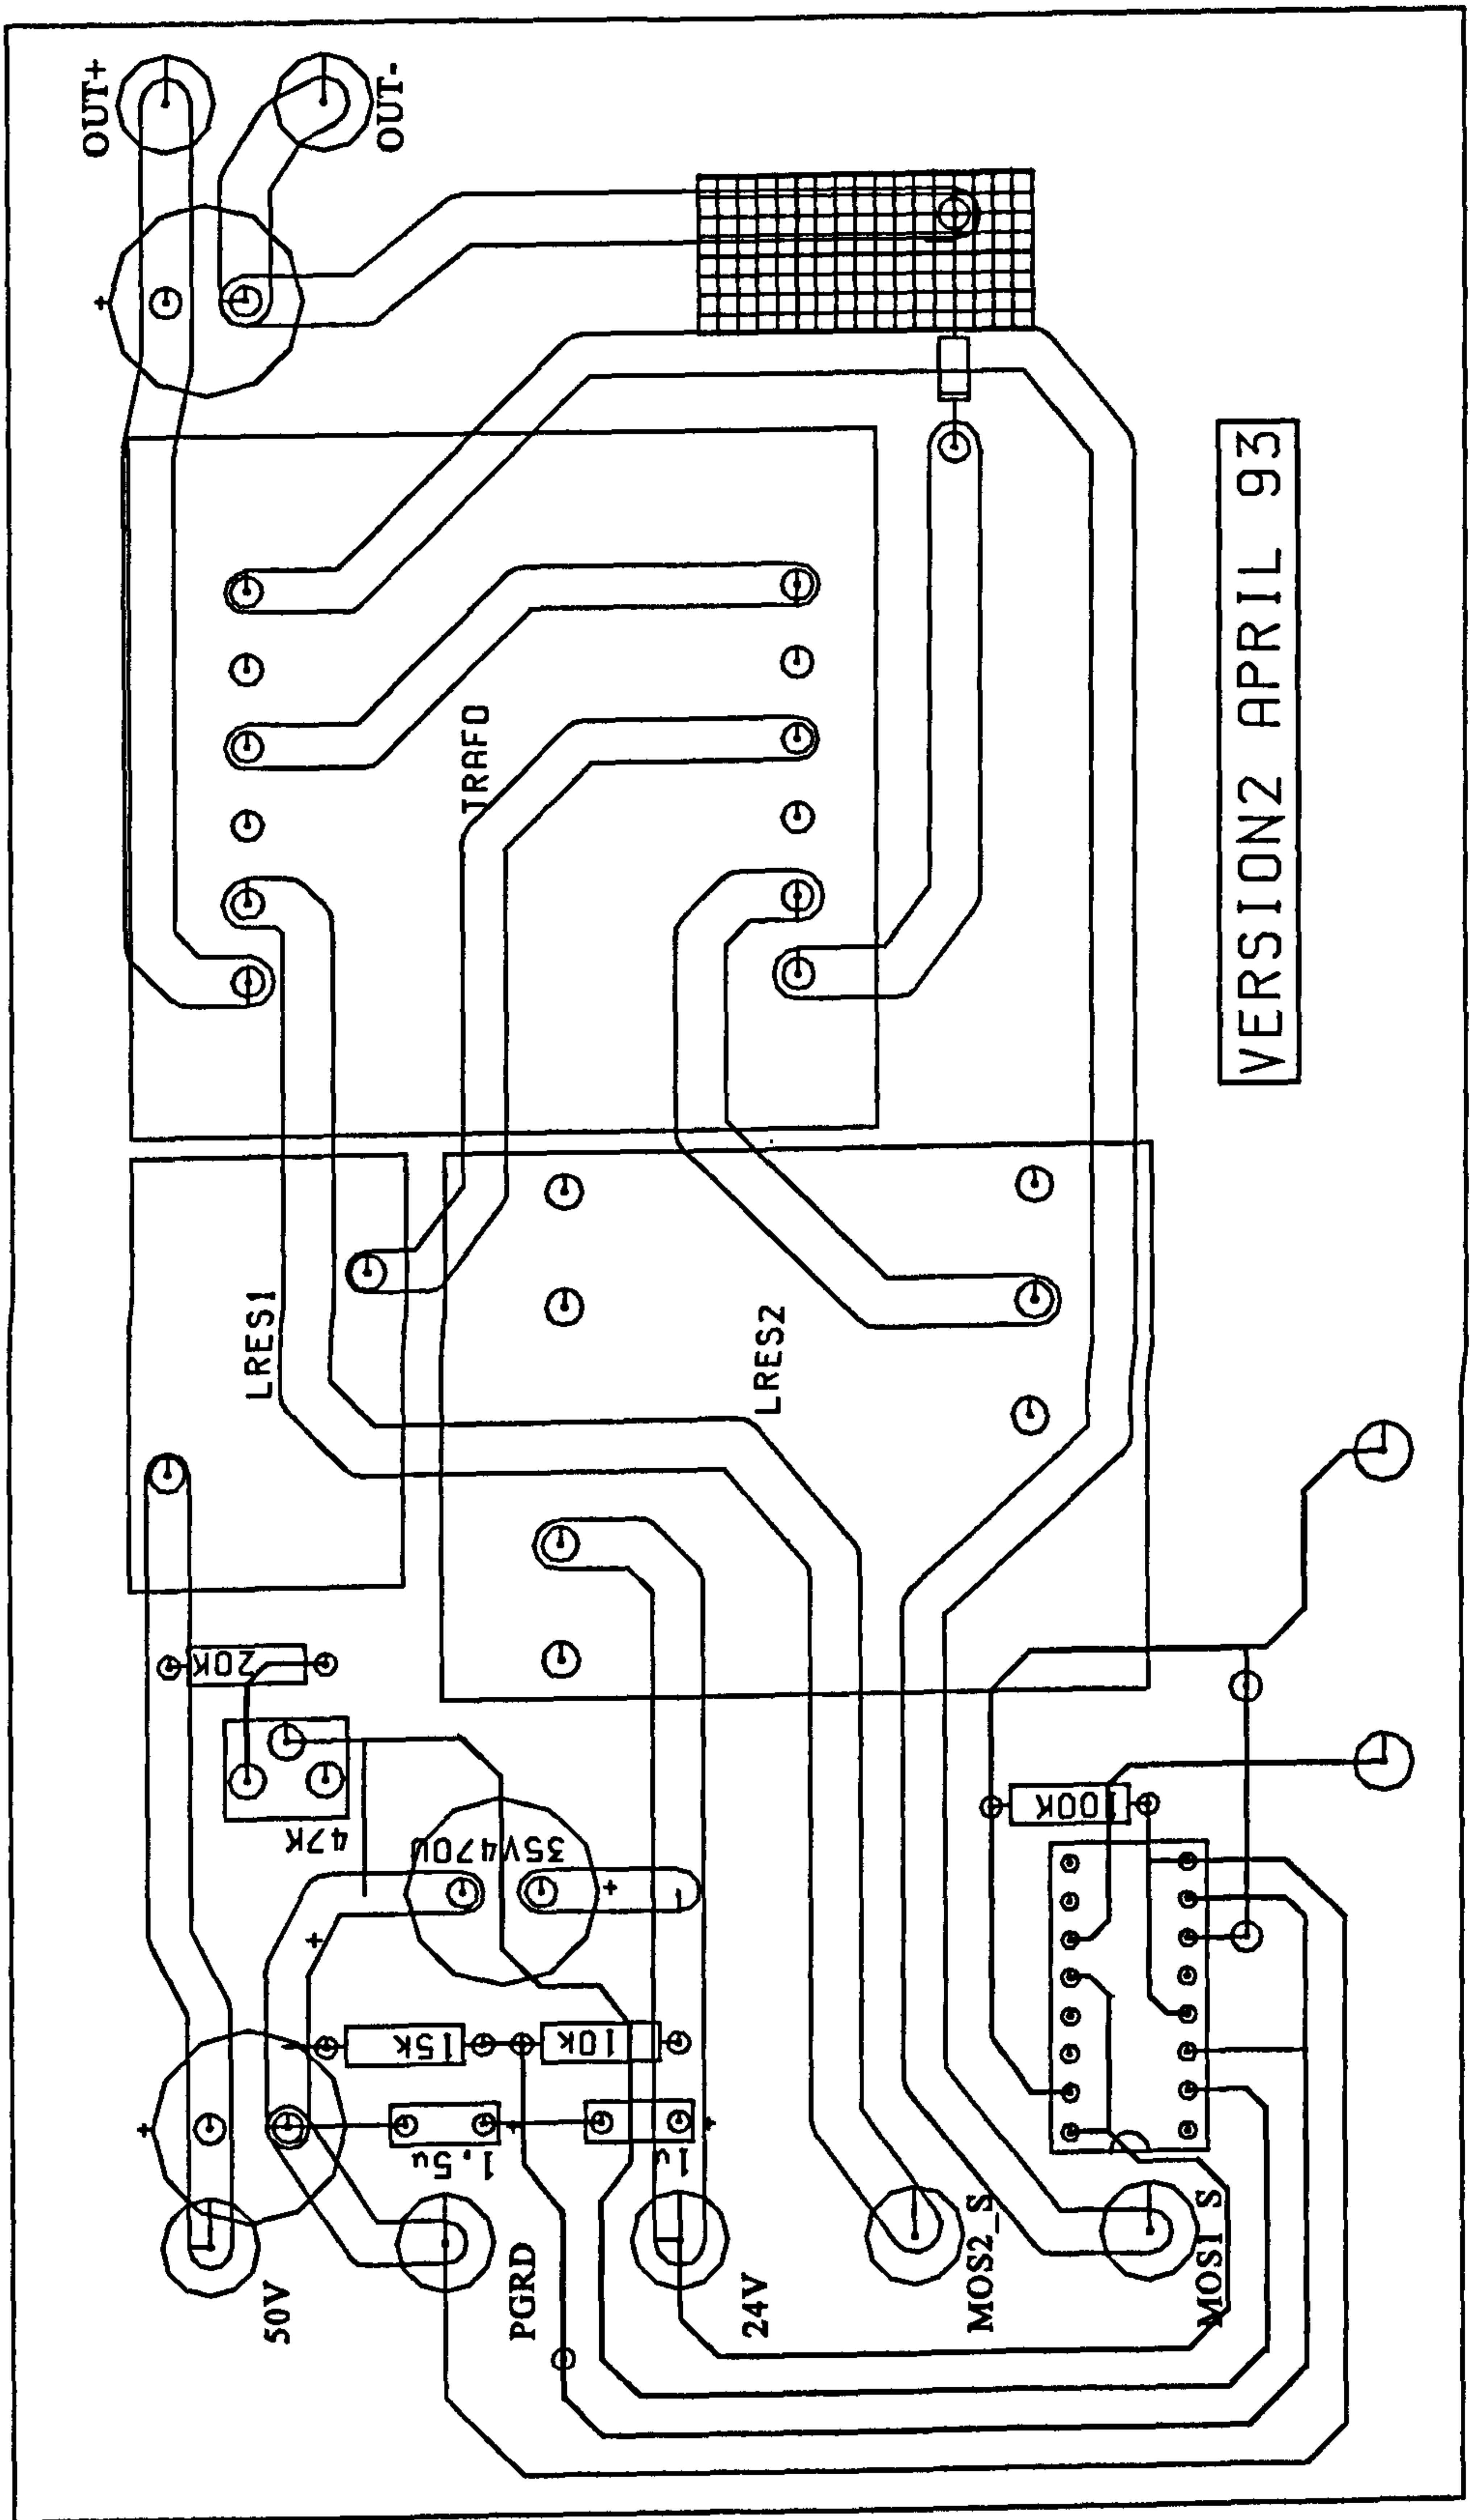 OUT+
OUT-
TRAFO
VERSION2 APRIL 93
LRES1
LRES2
20K
47K
35V470U
100K
15K
10K
1,5u
1u
50V
PGRD
24V
MOS2_S
MOS1_S